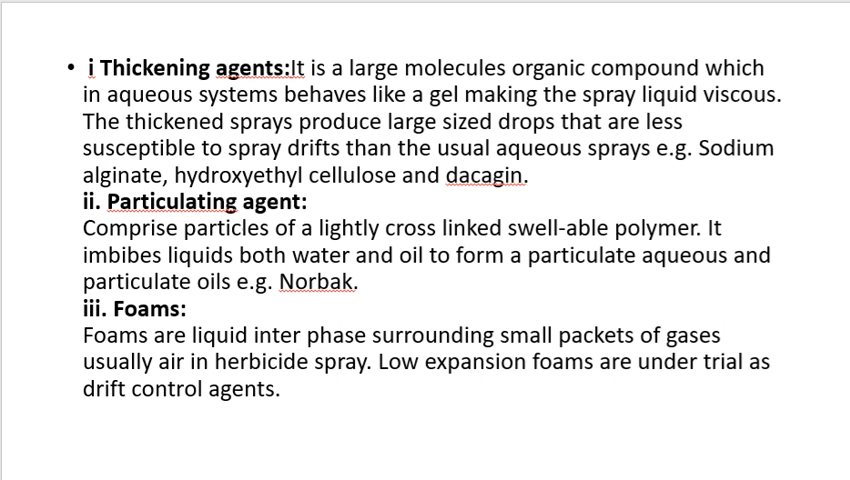 • i Thickening agents:It is a large molecules organic compound which
in aqueous systems behaves like a gel making the spray liquid viscous.
The thickened sprays produce large sized drops that are less
susceptible to spray drifts than the usual aqueous sprays e.g. Sodium
alginate, hydroxyethyl cellulose and dacagin.
ii. Particulating agent:
Comprise particles of a lightly cross linked swell-able polymer. It
imbibes liquids both water and oil to form a particulate aqueous and
particulate oils e.g. Norbak.
iii. Foams:
Foams are liquid inter phase surrounding small packets of gases
usually air in herbicide spray. Low expansion foams are under trial as
drift control agents.